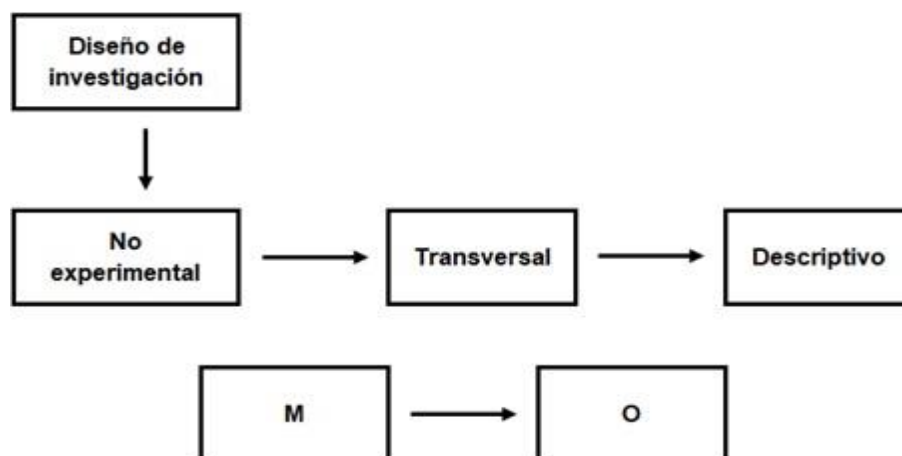 Diseño de
investigación
No
experimental
Transversal
Descriptivo
M
O